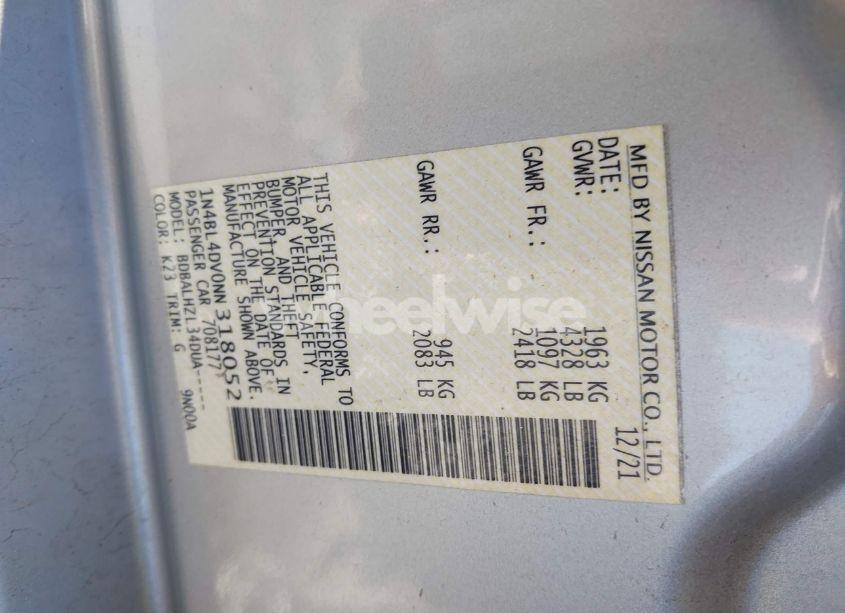 MFD BY NISSAN MOTOR CO., LTD.
DATE: 12/21
GVWR: 1963 KG
4328 LB
GAWR FR.: 1097 KG
2418 LB
GAWR RR.: 945 KG
2083 LB
THIS VEHICLE CONFORMS TO
ALL APPLICABLE FEDERAL
MOTOR VEHICLE SAFETY,
BUMPER, AND THEFT
PREVENTION STANDARDS IN
EFFECT ON THE DATE OF
MANUFACTURE SHOWN ABOVE.
1N4BL4DV0NN318052
PASSENGER CAR 708177
MODEL: BDBALHZL34DUA-----
COLOR: K23 TRIM: G 9N00A
wheelwise